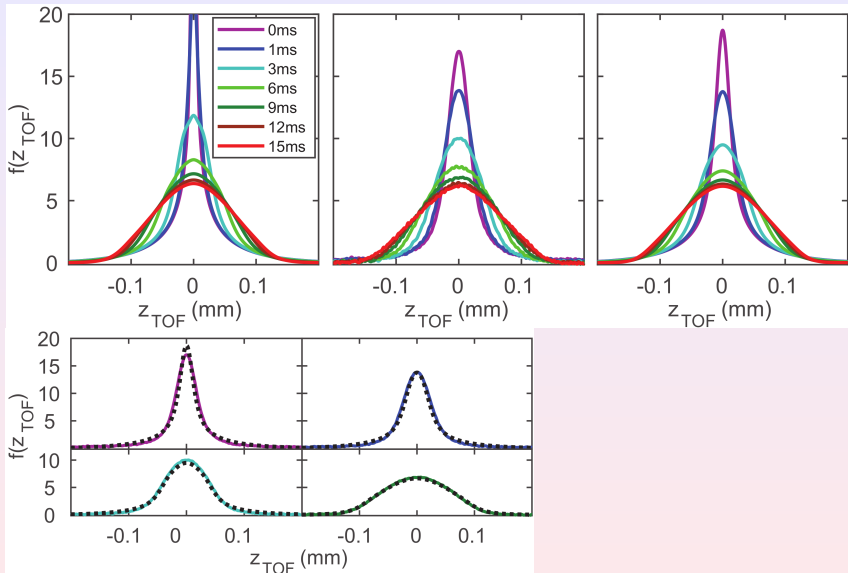 20
15
10
5
0
f(z_TOF)
0ms
1ms
3ms
6ms
9ms
12ms
15ms
-0.1 0 0.1
z_TOF (mm)
-0.1 0 0.1
z_TOF (mm)
-0.1 0 0.1
z_TOF (mm)
20
15
10
5
10
5
0
f(z_TOF)
-0.1 0 0.1
-0.1 0 0.1
z_TOF (mm)